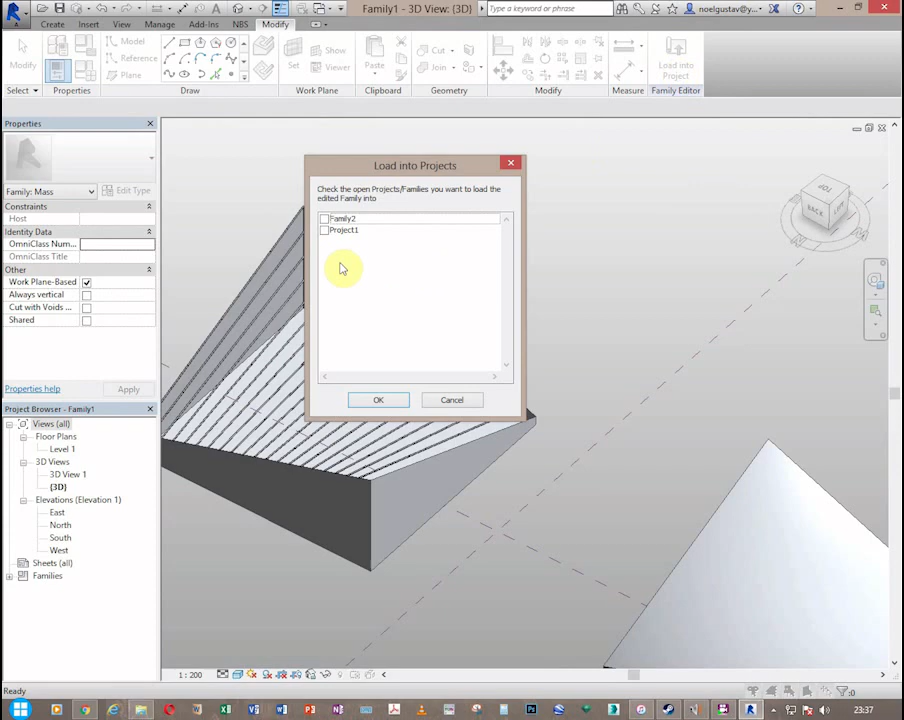 Family1 - 3D View: {3D}
Type a keyword or phrase
noelgustav@y...
Create Insert View Manage Add-Ins NBS Modify
Modify
Model
Reference
Plane
Set
Show
Viewer
Paste
Cut
Join
Load into
Project
Select Properties Draw Work Plane Clipboard Geometry Modify Measure Family Editor
Properties
Family: Mass
Edit Type
Constraints
Host
Identity Data
OmniClass Num...
OmniClass Title
Other
Work Plane-Based
Always vertical
Cut with Voids ...
Shared
Properties help
Apply
Project Browser - Family1
Views (all)
Floor Plans
Level 1
3D Views
3D View 1
{3D}
Elevations (Elevation 1)
East
North
South
West
Sheets (all)
Families
Load into Projects
Check the open Projects/Families you want to load the
edited Family into
Family2
Project1
OK
Cancel
TOP
BACK
LEFT
1 : 200
Ready
:0
23:37